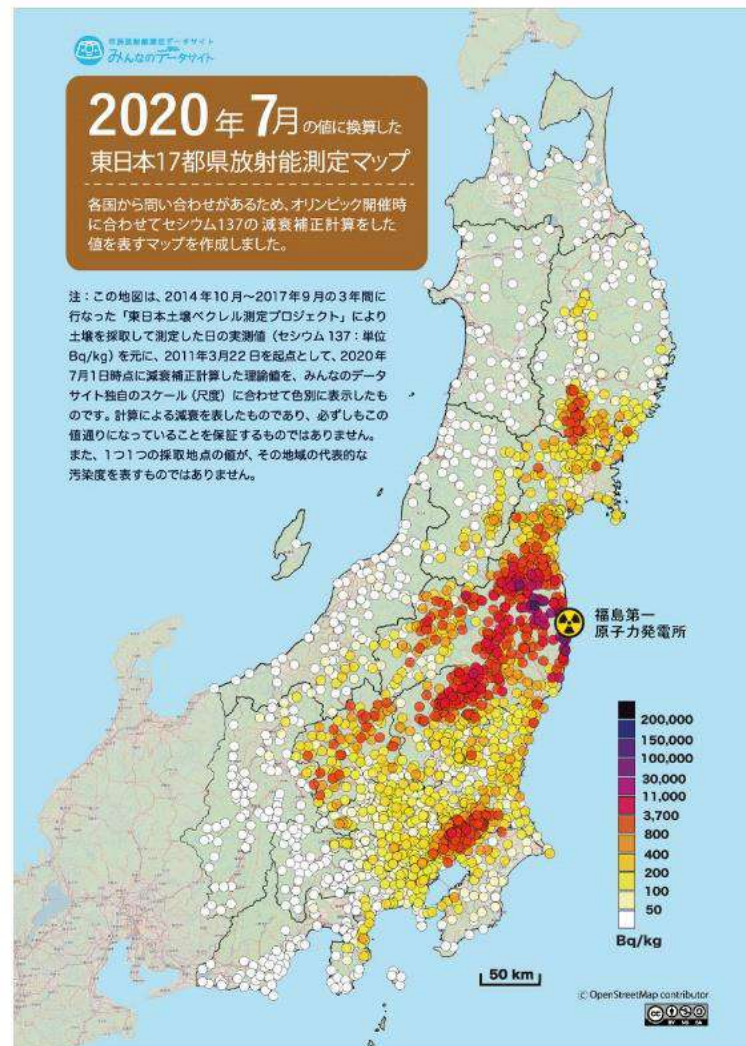 市民放射能測定データサイト
みんなのデータサイト
2020年7月の値に換算した
東日本17都県放射能測定マップ
各国から問い合わせがあるため、オリンピック開催時
に合わせてセシウム137の減衰補正計算をした
値を表すマップを作成しました。
注：この地図は、2014年10月〜2017年9月の3年間に
行なった「東日本土壌ベクレル測定プロジェクト」により
土壌を採取して測定した日の実測値（セシウム137：単位
Bq/kg）を元に、2011年3月22日を起点として、2020年
7月1日時点に減衰補正計算した理論値を、みんなのデータ
サイト独自のスケール（尺度）に合わせて色別に表示したも
のです。計算による減衰を表したものであり、必ずしもこの
値通りになっていることを保証するものではありません。
また、1つ1つの採取地点の値が、その地域の代表的な
汚染度を表すものではありません。
福島第一
原子力発電所
200,000
150,000
100,000
30,000
11,000
3,700
800
400
200
100
50
Bq/kg
50 km
© OpenStreetMap contributor
CC
BY NC SA